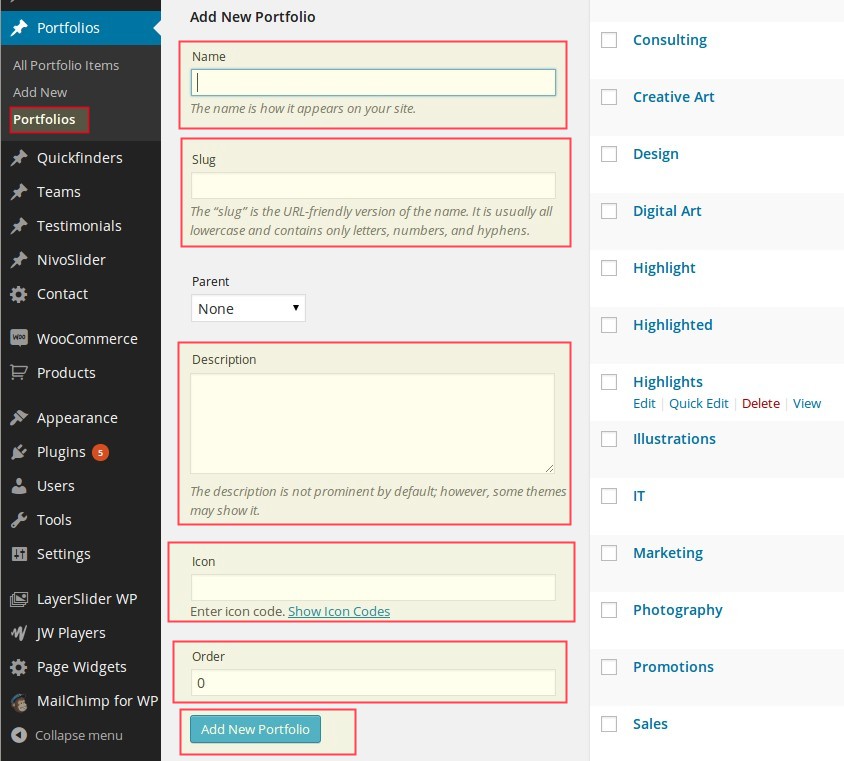 Portfolios
All Portfolio Items
Add New
Portfolios
Quickfinders
Teams
Testimonials
NivoSlider
Contact
WOO
WooCommerce
Products
Appearance
Plugins 5
Users
Tools
Settings
LayerSlider WP
JW Players
Page Widgets
MailChimp for WP
Collapse menu
Add New Portfolio
Name
The name is how it appears on your site.
Slug
The “slug” is the URL-friendly version of the name. It is usually all
lowercase and contains only letters, numbers, and hyphens.
Parent
None
Description
The description is not prominent by default; however, some themes
may show it.
Icon
Enter icon code. Show Icon Codes
Order
0
Add New Portfolio
Consulting
Creative Art
Design
Digital Art
Highlight
Highlighted
Highlights
Edit | Quick Edit | Delete | View
Illustrations
IT
Marketing
Photography
Promotions
Sales